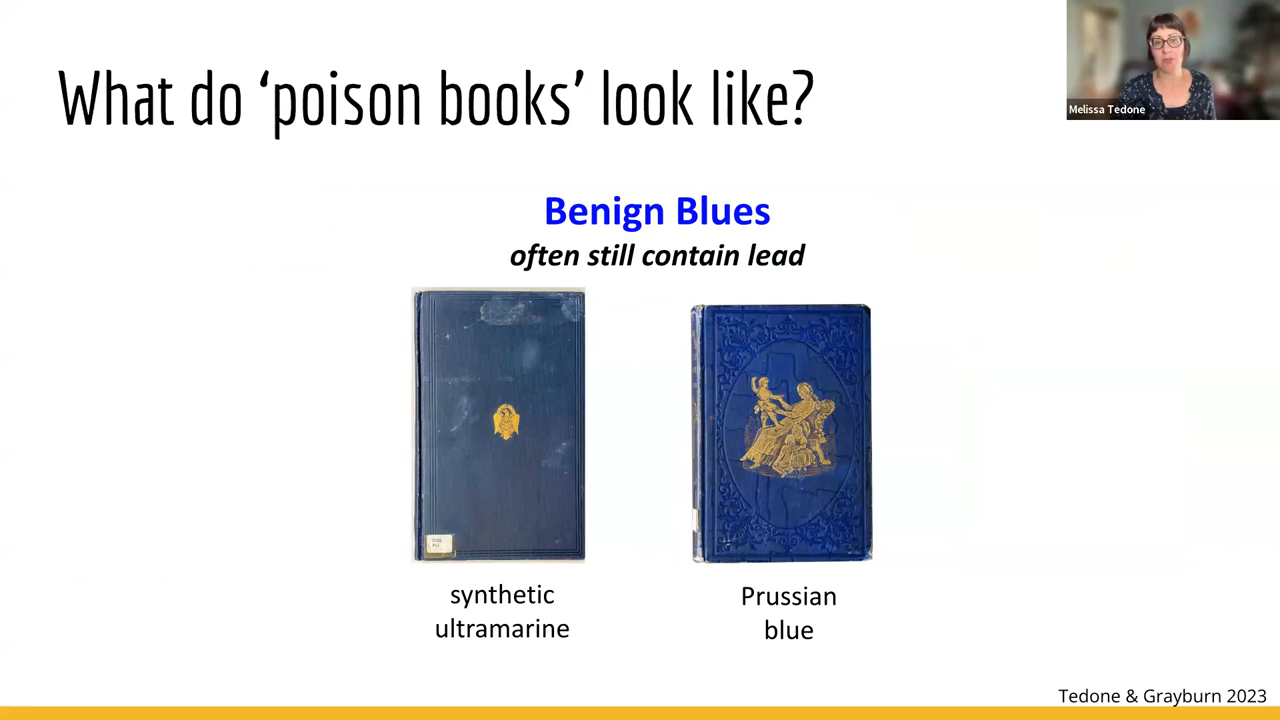 What do ‘poison books’ look like?
Melissa Tedone
Benign Blues
often still contain lead
synthetic
ultramarine
Prussian
blue
Tedone & Grayburn 2023